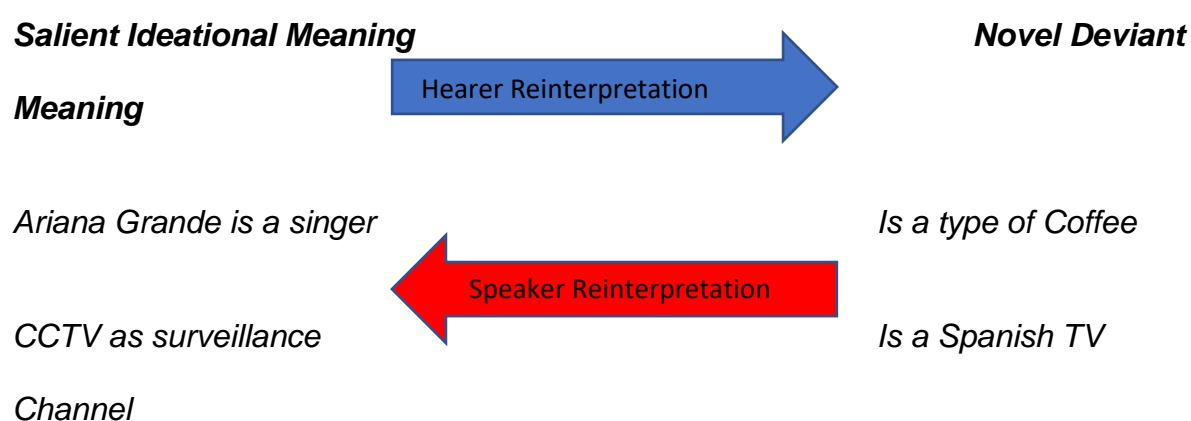 Salient Ideational Meaning Novel Deviant
Meaning
Hearer Reinterpretation
Ariana Grande is a singer Is a type of Coffee
Speaker Reinterpretation
CCTV as surveillance Is a Spanish TV
Channel